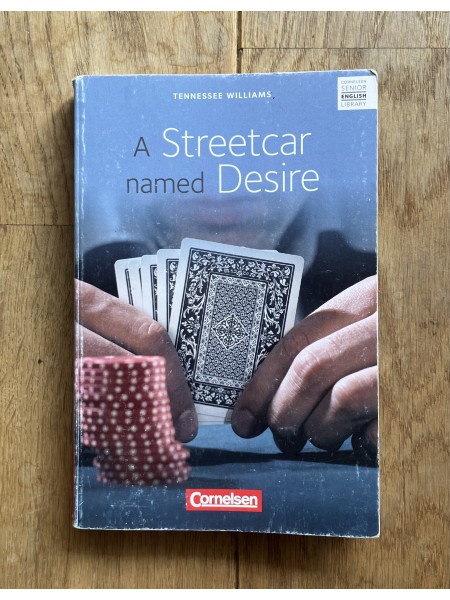 TENNESSEE WILLIAMS
CORNELSEN
SENIOR
ENGLISH
LIBRARY
A Streetcar
named Desire
Cornelsen